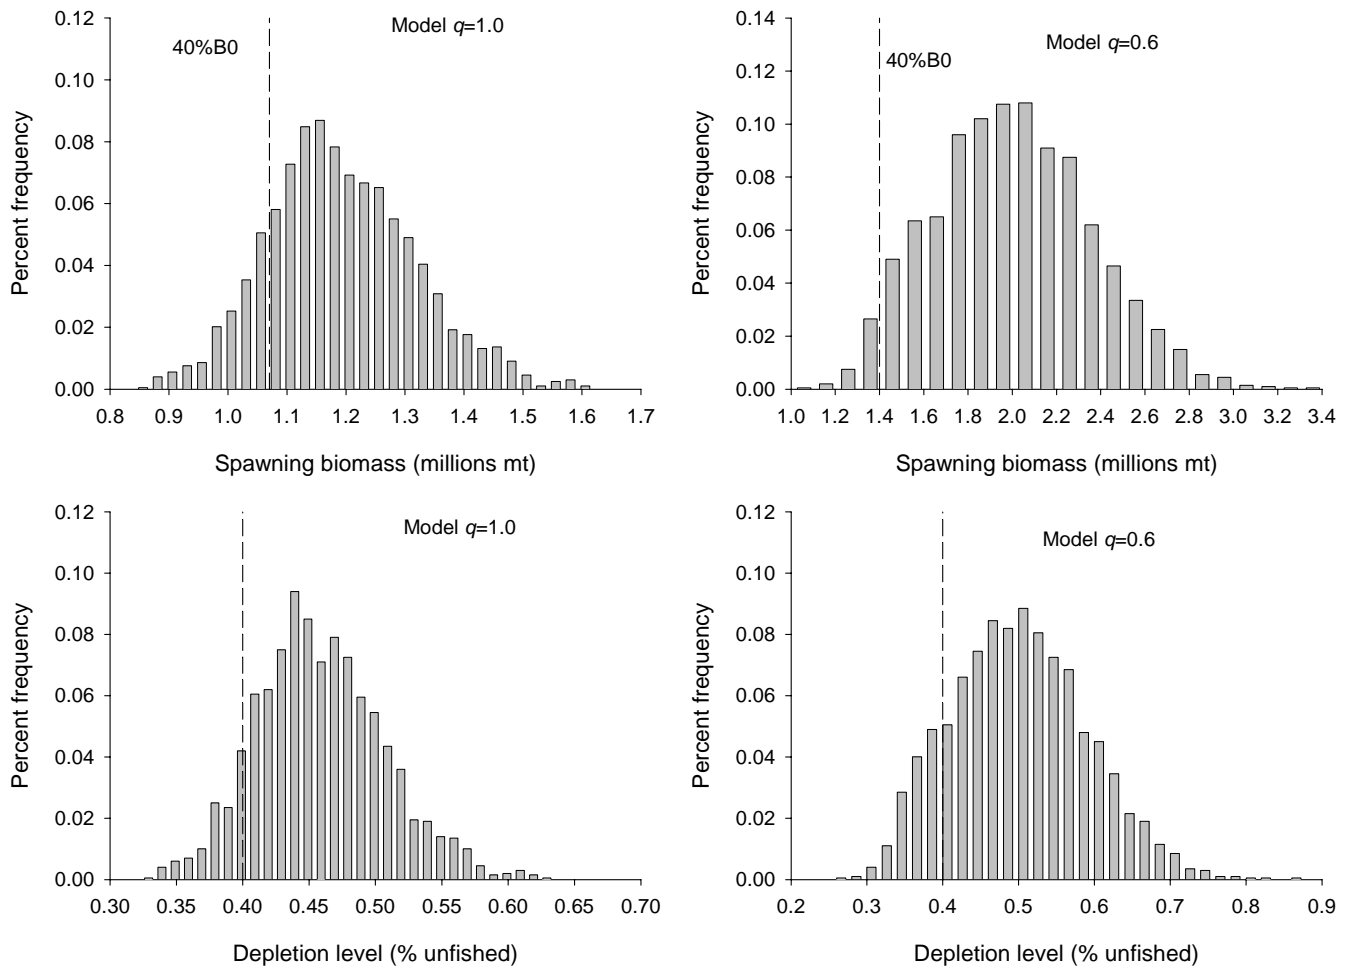 Model q=1.0
40%B0
Percent frequency
0.12
0.10
0.08
0.06
0.04
0.02
0.00
0.8 0.9 1.0 1.1 1.2 1.3 1.4 1.5 1.6 1.7
Spawning biomass (millions mt)
Model q=0.6
40%B0
Percent frequency
0.14
0.12
0.10
0.08
0.06
0.04
0.02
0.00
1.0 1.2 1.4 1.6 1.8 2.0 2.2 2.4 2.6 2.8 3.0 3.2 3.4
Spawning biomass (millions mt)
Model q=1.0
Percent frequency
0.12
0.10
0.08
0.06
0.04
0.02
0.00
0.30 0.35 0.40 0.45 0.50 0.55 0.60 0.65 0.70
Depletion level (% unfished)
Model q=0.6
Percent frequency
0.12
0.10
0.08
0.06
0.04
0.02
0.00
0.2 0.3 0.4 0.5 0.6 0.7 0.8 0.9
Depletion level (% unfished)